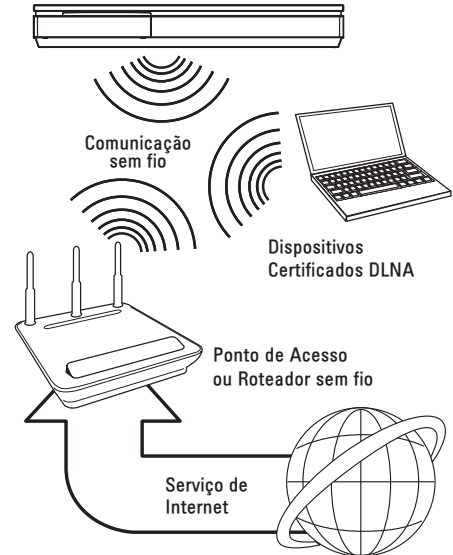 Comunicação
sem fio
Dispositivos
Certificados DLNA
Ponto de Acesso
ou Roteador sem fio
Serviço de
Internet